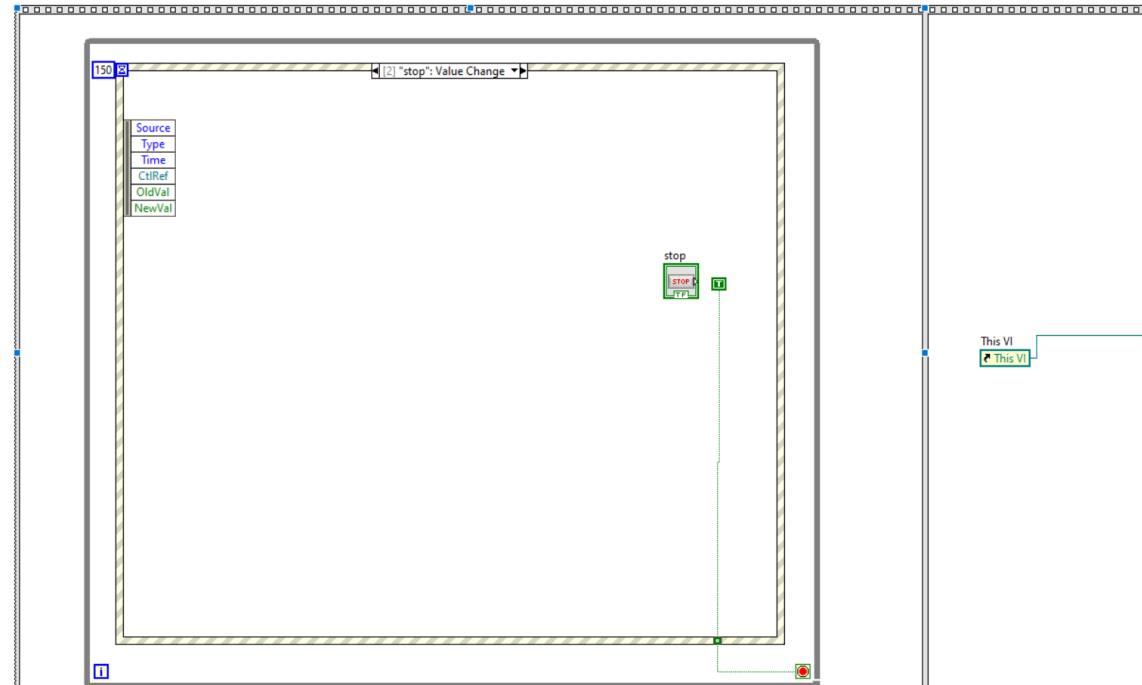 150
[2] "stop": Value Change
Source
Type
Time
CtlRef
OldVal
NewVal
stop
STOP
TF
T
This VI
This VI
i